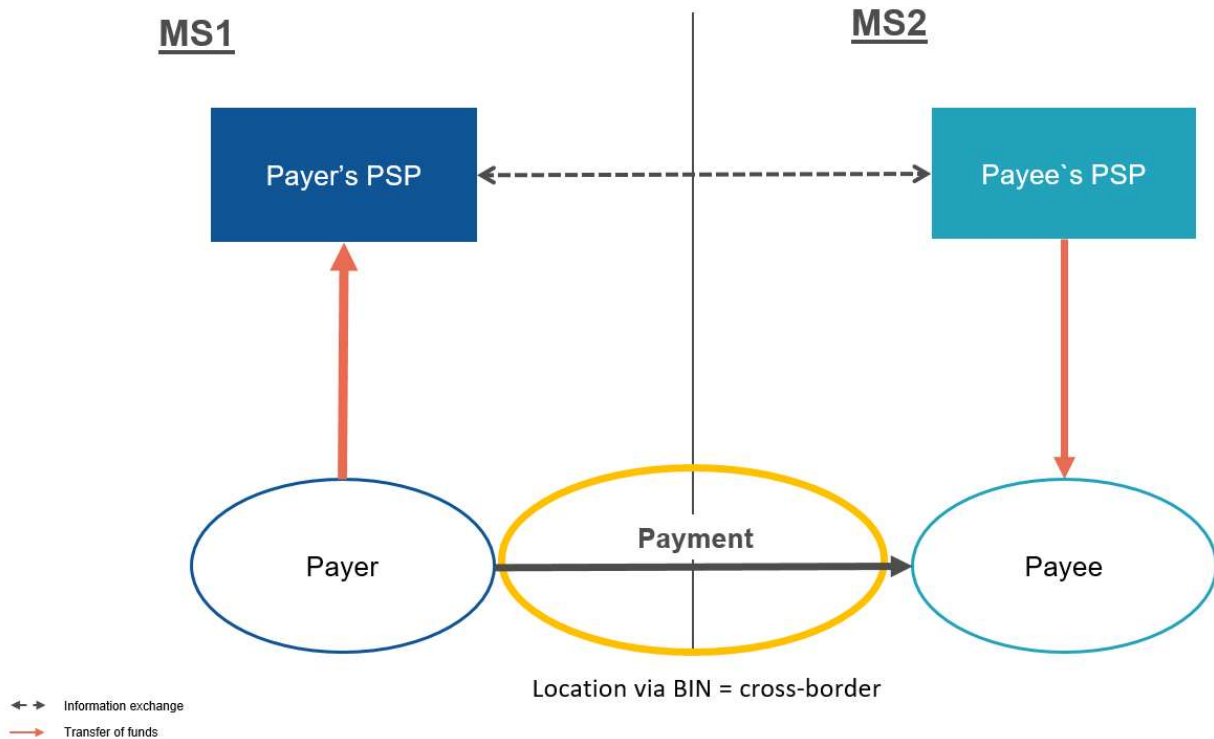 MS1
MS2
Payer’s PSP
Payee`s PSP
Payment
Payer
Payee
Location via BIN = cross-border
Information exchange
Transfer of funds